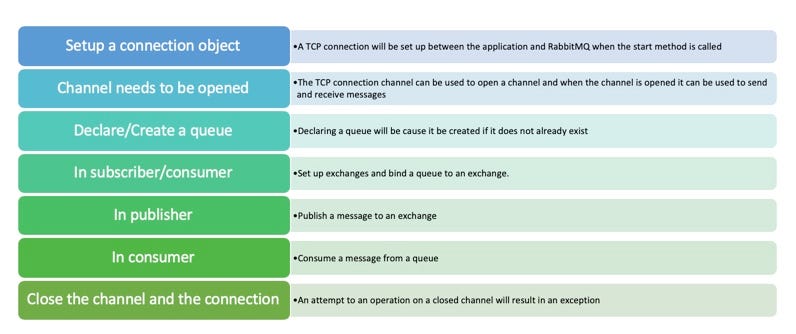 Setup a connection object
•A TCP connection will be set up between the application and RabbitMQ when the start method is called
Channel needs to be opened
•The TCP connection channel can be used to open a channel and when the channel is opened it can be used to send
and receive messages
Declare/Create a queue
•Declaring a queue will be cause it be created if it does not already exist
In subscriber/consumer
•Set up exchanges and bind a queue to an exchange.
In publisher
•Publish a message to an exchange
In consumer
•Consume a message from a queue
Close the channel and the connection
•An attempt to an operation on a closed channel will result in an exception